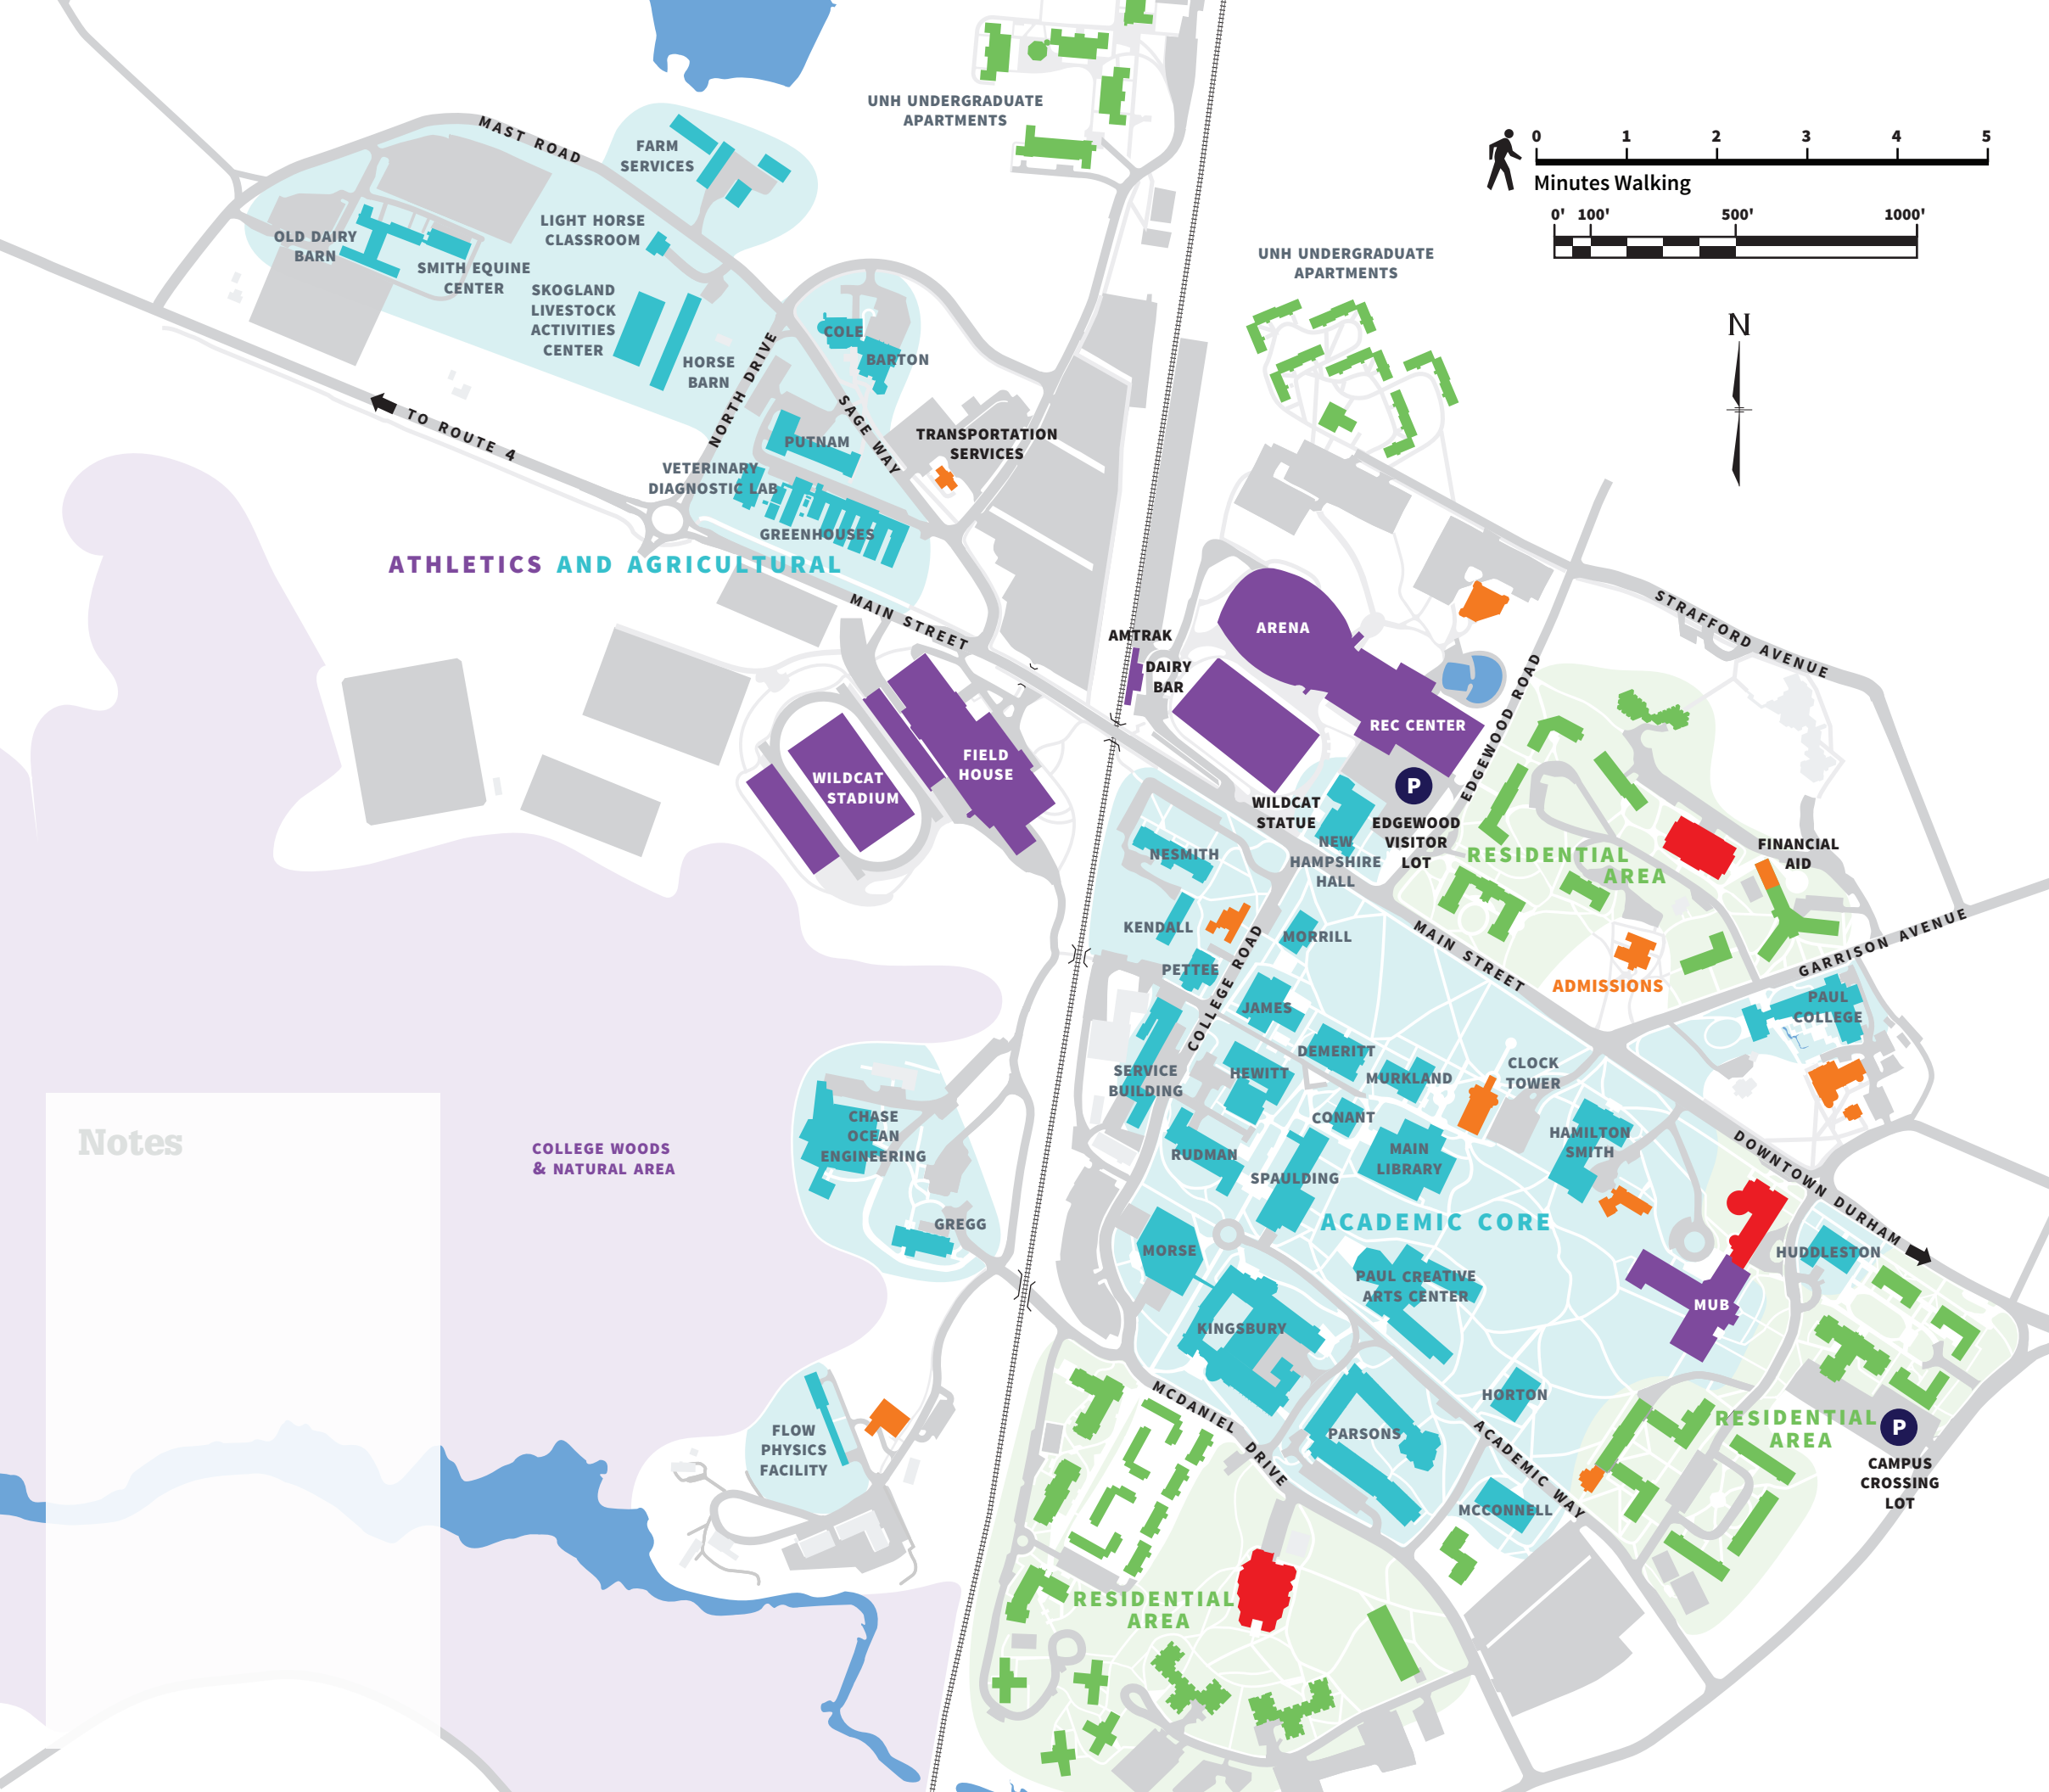 UNH UNDERGRADUATE
APARTMENTS
MAST ROAD
FARM
SERVICES
0 1 2 3 4 5
Minutes Walking
0' 100' 500' 1000'
LIGHT HORSE
CLASSROOM
OLD DAIRY
BARN
SMITH EQUINE
CENTER
SKOGLAND
LIVESTOCK
ACTIVITIES
CENTER
HORSE
BARN
UNH UNDERGRADUATE
APARTMENTS
N
COLE
BARTON
NORTH DRIVE
SAGE WAY
TO ROUTE 4
PUTNAM
TRANSPORTATION
SERVICES
VETERINARY
DIAGNOSTIC LAB
GREENHOUSES
ATHLETICS AND AGRICULTURAL
MAIN STREET
AMTRAK
DAIRY
BAR
ARENA
REC CENTER
EDGEWOOD ROAD
STRAFFORD AVENUE
FIELD
HOUSE
WILDCAT
STADIUM
P
WILDCAT
STATUE
EDGEWOOD
VISITOR
LOT
NEW
HAMPSHIRE
HALL
NESMITH
RESIDENTIAL
AREA
FINANCIAL
AID
KENDALL
MORRILL
MAIN STREET
GARRISON AVENUE
PETTEE
COLLEGE ROAD
ADMISSIONS
JAMES
PAUL
COLLEGE
DEMERITT
CLOCK
TOWER
SERVICE
BUILDING
HEWITT
MURKLAND
CONANT
HAMILTON
SMITH
CHASE
OCEAN
ENGINEERING
Notes
COLLEGE WOODS
& NATURAL AREA
RUDMAN
MAIN
LIBRARY
SPAULDING
DOWNTOWN DURHAM
GREGG
ACADEMIC CORE
MORSE
HUDDLESTON
PAUL CREATIVE
ARTS CENTER
MUB
KINGSBURY
HORTON
MCDANIEL DRIVE
PARSONS
ACADEMIC WAY
RESIDENTIAL
AREA
P
CAMPUS
CROSSING
LOT
FLOW
PHYSICS
FACILITY
MCCONNELL
RESIDENTIAL
AREA